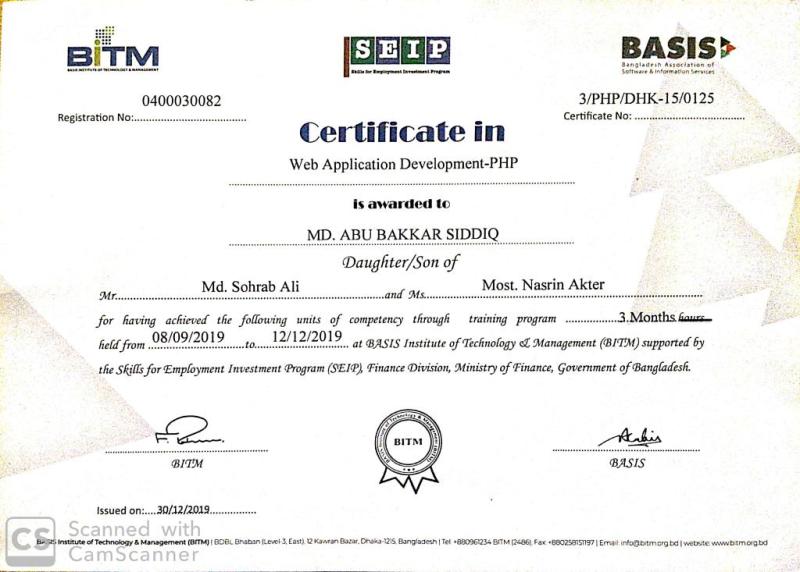 BITM
BASIS INSTITUTE OF TECHNOLOGY & MANAGEMENT
SEIP
Skills for Employment Investment Program
BASIS
Bangladesh Association of
Software & Information Services
0400030082
Registration No:
3/PHP/DHK-15/0125
Certificate No:
Certificate in
Web Application Development-PHP
is awarded to
MD. ABU BAKKAR SIDDIQ
Daughter/Son of
Mr. Md. Sohrab Ali and Ms. Most. Nasrin Akter
for having achieved the following units of competency through training program 3 Months hours
held from 08/09/2019 to 12/12/2019 at BASIS Institute of Technology & Management (BITM) supported by
the Skills for Employment Investment Program (SEIP), Finance Division, Ministry of Finance, Government of Bangladesh.
BITM
BITM
BASIS
Issued on: 30/12/2019
BASIS Institute of Technology & Management (BITM) | BDBL Bhaban (Level-3, East), 12 Kawran Bazar, Dhaka-1215, Bangladesh | Tel: +880961234 BITM (2486), Fax: +880258151197 | Email: info@bitm.org.bd | website: www.bitm.org.bd
CS Scanned with
CamScanner